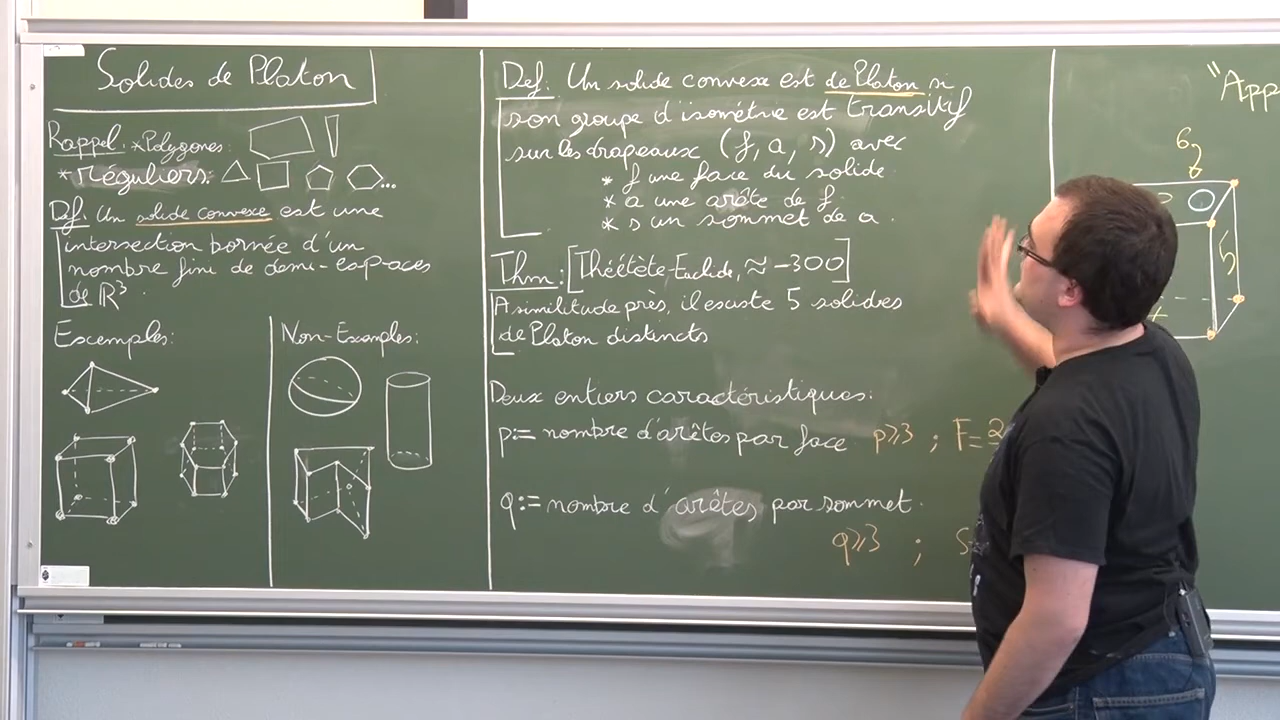 Solides de Platon
Rappel: *Polygones:
*Réguliers:
...
Def: Un solide convexe est une
intersection bornée d'un
nombre fini de demi-espaces
de ℝ³.
Exemples:
Non-Examples:
Def: Un solide convexe est de Platon si
son groupe d'isométrie est transitif
sur les drapeaux (f, a, s) avec
* f une face du solide
* a une arête de f.
* s un sommet de a.
Thm: [Théétète-Euclide, ≈ -300]
A similitude près, il existe 5 solides
de Platon distincts
Deux entiers caractéristiques:
p:= nombre d'arêtes par face p⩾3 ; F= 2
q:= nombre d'arêtes par sommet.
q⩾3 ; S=
"App
6
5